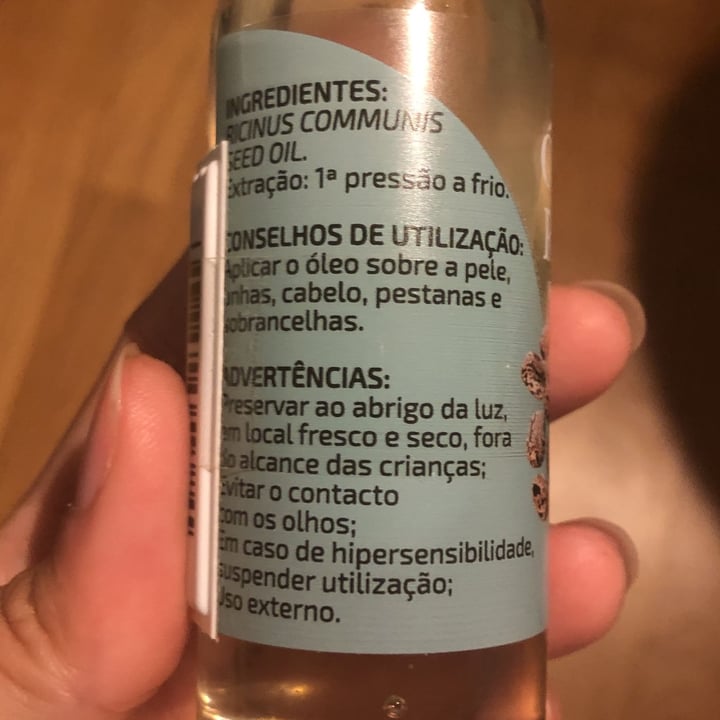 INGREDIENTES:
RICINUS COMMUNIS
SEED OIL.
Extração: 1ª pressão a frio.
CONSELHOS DE UTILIZAÇÃO:
Aplicar o óleo sobre a pele,
unhas, cabelo, pestanas e
sobrancelhas.
ADVERTÊNCIAS:
Preservar ao abrigo da luz,
em local fresco e seco, fora
do alcance das crianças;
Evitar o contacto
com os olhos;
Em caso de hipersensibilidade,
suspender utilização;
Uso externo.